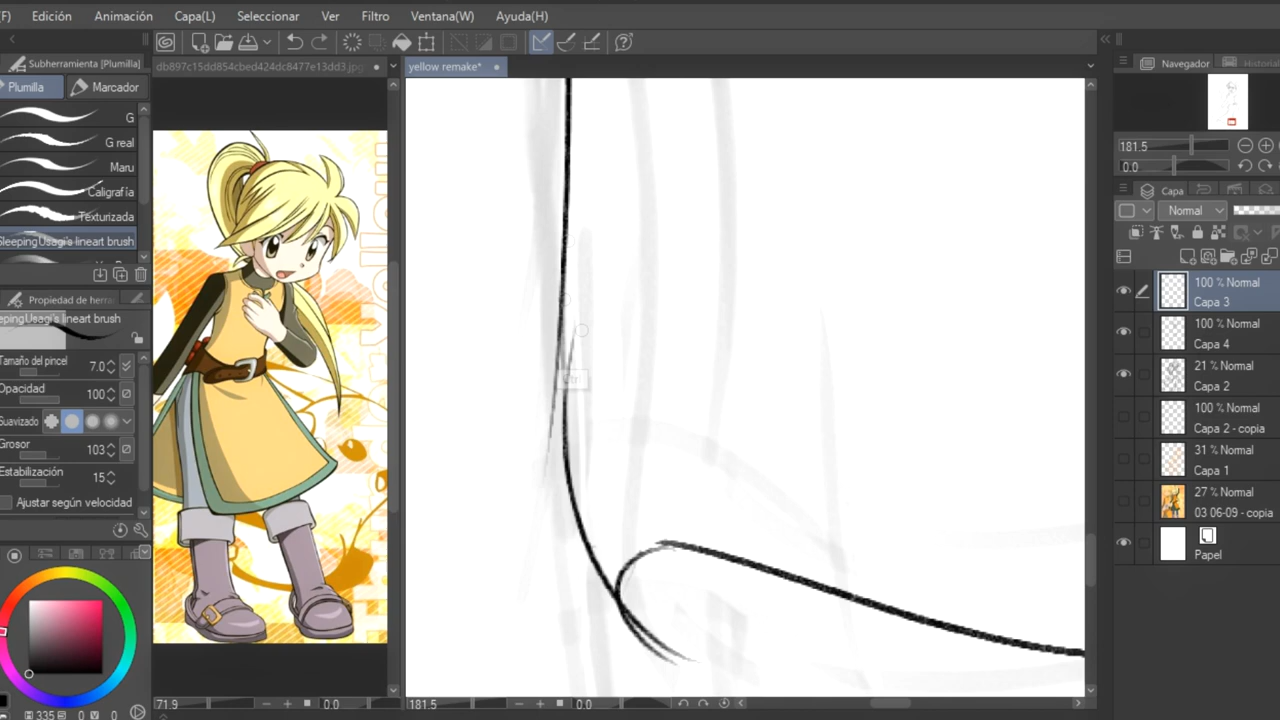 F) Edición Animación Capa(L) Seleccionar Ver Filtro Ventana(W) Ayuda(H)
Subherramienta [Plumilla]
db897c15dd854cbed424dc8477e13dd3.jpg
yellow remake*
Navegador
Historial
Plumilla
Marcador
G
G real
Maru
Caligrafía
Texturizada
SleepingUsagi's lineart brush
Propiedad de herra
epingUsagi's lineart brush
Tamaño del pincel 7.0
Opacidad 100
Suavizado
Grosor 103
Estabilización 15
Ajustar según velocidad
335 S 0 V 0
71.9
0.0
181.5
0.0
181.5
0.0
Capa
Normal
100 % Normal
Capa 3
100 % Normal
Capa 4
21 % Normal
Capa 2
100 % Normal
Capa 2 - copia
31 % Normal
Capa 1
27 % Normal
03 06-09 - copia
Papel